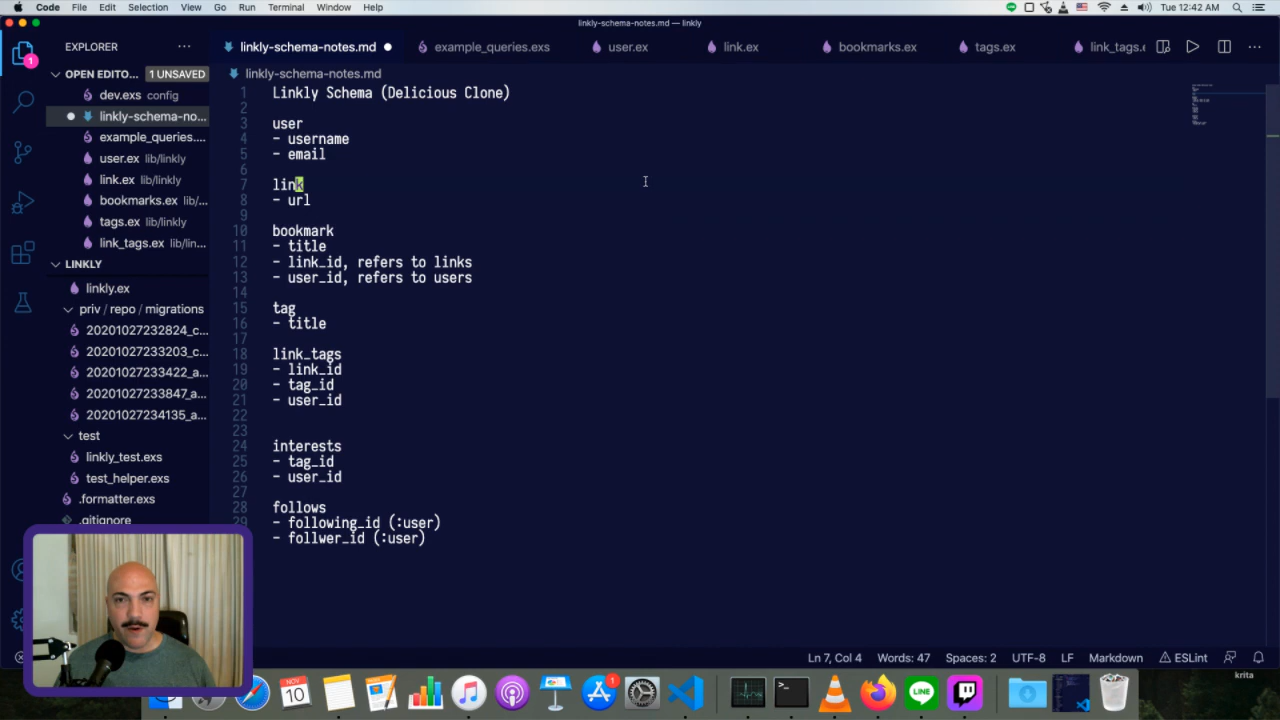 Code File Edit Selection View Go Run Terminal Window Help Tue 12:42 AM
linkly-schema-notes.md — linkly
EXPLORER ...
linkly-schema-notes.md example_queries.exs user.ex link.ex bookmarks.ex tags.ex link_tags.e
OPEN EDITO... 1 UNSAVED
linkly-schema-notes.md
dev.exs config
linkly-schema-no...
example_queries....
user.ex lib/linkly
link.ex lib/linkly
bookmarks.ex lib/...
tags.ex lib/linkly
link_tags.ex lib/lin...
LINKLY
linkly.ex
priv / repo / migrations
20201027232824_c...
20201027233203_c...
20201027233422_a...
20201027233847_a...
20201027234135_a...
test
linkly_test.exs
test_helper.exs
.formatter.exs
.gitignore
1 Linkly Schema (Delicious Clone)
2
3 user
4 - username
5 - email
6
7 link
8 - url
9
10 bookmark
11 - title
12 - link_id, refers to links
13 - user_id, refers to users
14
15 tag
16 - title
17
18 link_tags
19 - link_id
20 - tag_id
21 - user_id
22
23
24 interests
25 - tag_id
26 - user_id
27
28 follows
29 - following_id (:user)
- follwer_id (:user)
1
Ln 7, Col 4 Words: 47 Spaces: 2 UTF-8 LF Markdown ESLint
NOV
10
1
LINE
krita